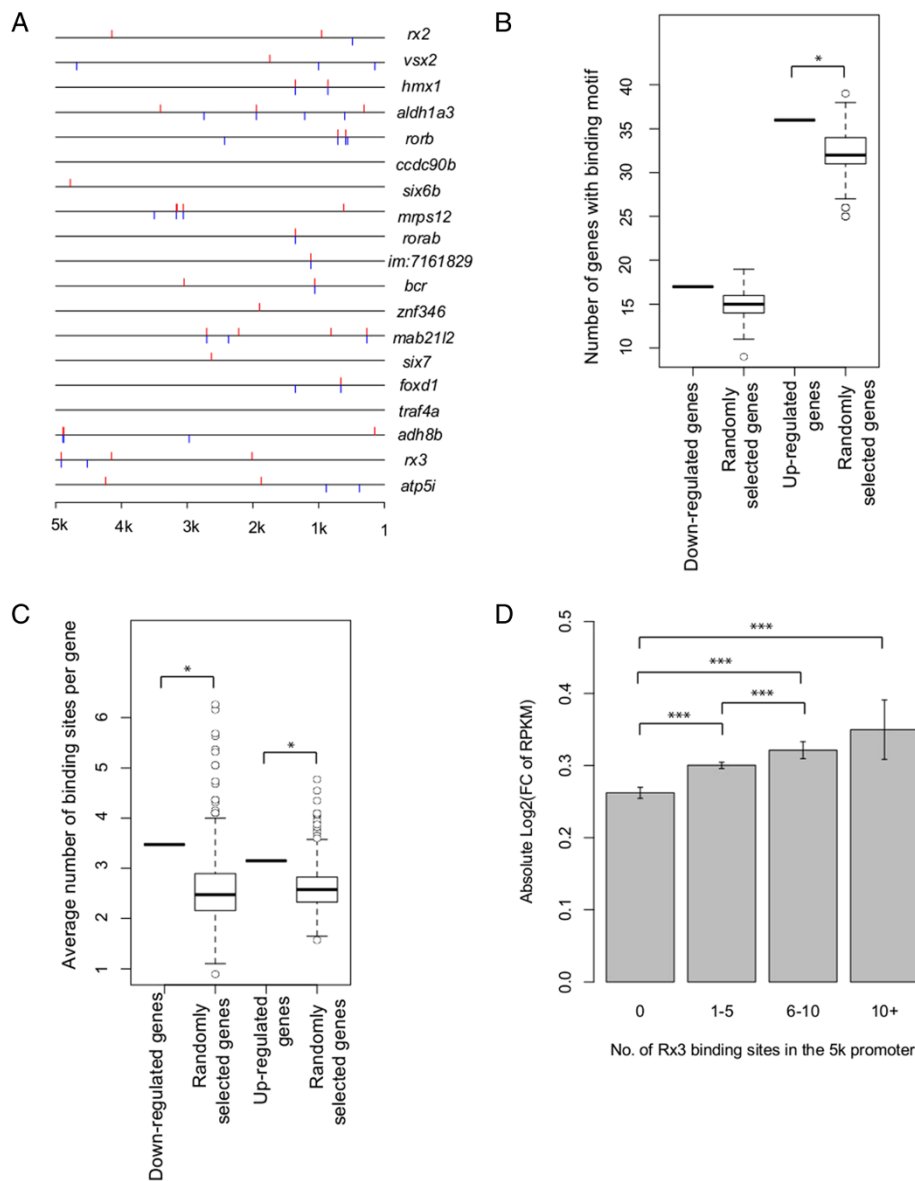 A
rx2
vsx2
hmx1
aldh1a3
rorb
ccdc90b
six6b
mrps12
rorab
im:7161829
bcr
znf346
mab21l2
six7
foxd1
traf4a
adh8b
rx3
atp5i
5k 4k 3k 2k 1k 1
B
Number of genes with binding motif
35
30
25
20
15
10
*
Down-regulated genes
Randomly
selected genes
Up-regulated
genes
Randomly
selected genes
C
Average number of binding sites per gene
6
5
4
3
2
1
*
*
Down-regulated genes
Randomly
selected genes
Up-regulated
genes
Randomly
selected genes
D
Absolute Log2(FC of RPKM)
0.5
0.4
0.3
0.2
0.1
0.0
***
***
***
***
0 1-5 6-10 10+
No. of Rx3 binding sites in the 5k promoter